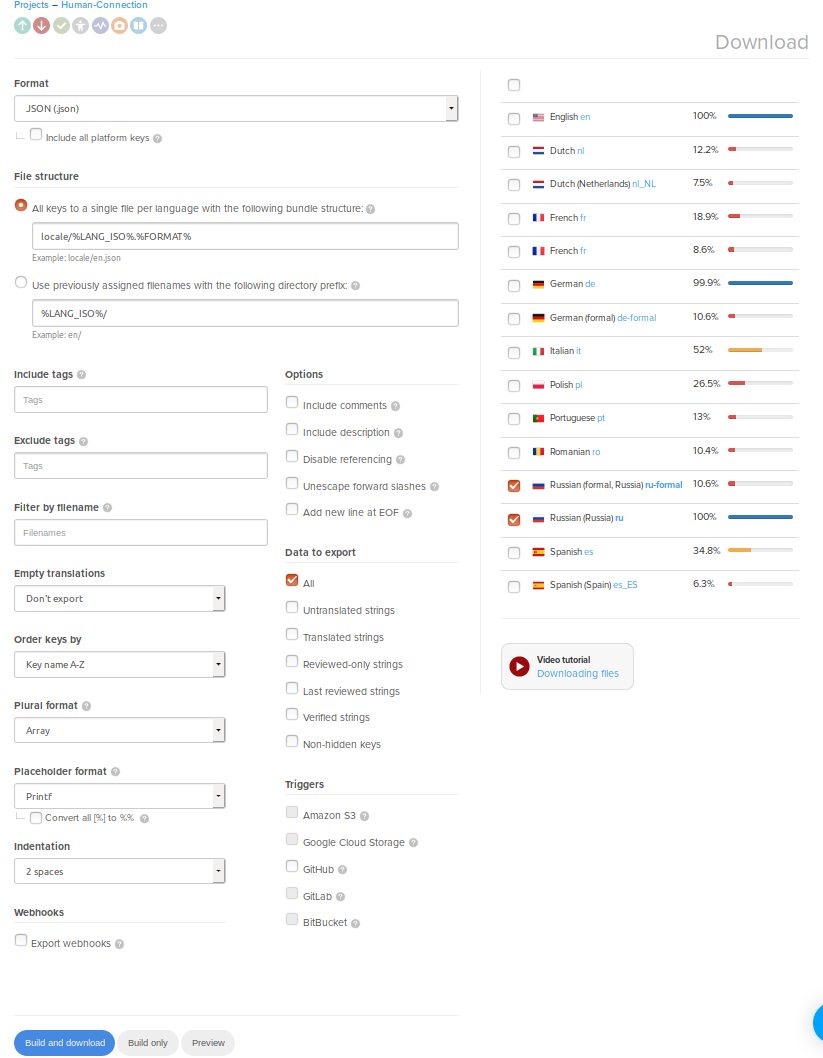 Projects – Human-Connection
Download
Format
JSON (.json)
Include all platform keys ?
File structure
All keys to a single file per language with the following bundle structure: ?
locale/%LANG_ISO%.%FORMAT%
Example: locale/en.json
Use previously assigned filenames with the following directory prefix: ?
%LANG_ISO%/
Example: en/
Include tags ?
Tags
Exclude tags ?
Tags
Filter by filename ?
Filenames
Empty translations
Don't export
Order keys by
Key name A-Z
Plural format ?
Array
Placeholder format ?
Printf
Convert all [%] to %% ?
Indentation
2 spaces
Webhooks
Export webhooks ?
Options
Include comments ?
Include description ?
Disable referencing ?
Unescape forward slashes ?
Add new line at EOF ?
Data to export
All
Untranslated strings
Translated strings
Reviewed-only strings
Last reviewed strings
Verified strings
Non-hidden keys
Triggers
Amazon S3 ?
Google Cloud Storage ?
GitHub ?
GitLab ?
BitBucket ?
Build and download
Build only
Preview
English en 100%
Dutch nl 12.2%
Dutch (Netherlands) nl_NL 7.5%
French fr 18.9%
French fr 8.6%
German de 99.9%
German (formal) de-formal 10.6%
Italian it 52%
Polish pl 26.5%
Portuguese pt 13%
Romanian ro 10.4%
Russian (formal, Russia) ru-formal 10.6%
Russian (Russia) ru 100%
Spanish es 34.8%
Spanish (Spain) es_ES 6.3%
Video tutorial
Downloading files